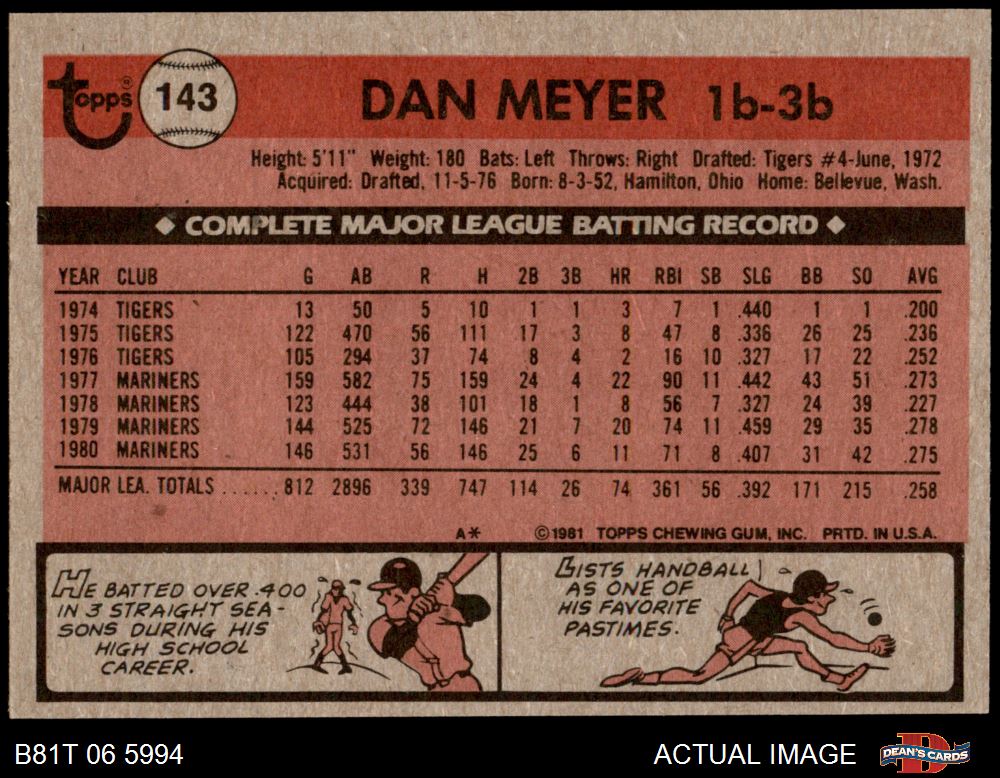 Topps® 143 DAN MEYER 1b-3b
Height: 5'11" Weight: 180 Bats: Left Throws: Right Drafted: Tigers #4-June, 1972
Acquired: Drafted, 11-5-76 Born: 8-3-52, Hamilton, Ohio Home: Bellevue, Wash.
◆ COMPLETE MAJOR LEAGUE BATTING RECORD ◆
YEAR CLUB G AB R H 2B 3B HR RBI SB SLG BB SO AVG
1974 TIGERS 13 50 5 10 1 1 3 7 1 .440 1 1 .200
1975 TIGERS 122 470 56 111 17 3 8 47 8 .336 26 25 .236
1976 TIGERS 105 294 37 74 8 4 2 16 10 .327 17 22 .252
1977 MARINERS 159 582 75 159 24 4 22 90 11 .442 43 51 .273
1978 MARINERS 123 444 38 101 18 1 8 56 7 .327 24 39 .227
1979 MARINERS 144 525 72 146 21 7 20 74 11 .459 29 35 .278
1980 MARINERS 146 531 56 146 25 6 11 71 8 .407 31 42 .275
MAJOR LEA. TOTALS ...... 812 2896 339 747 114 26 74 361 56 .392 171 215 .258
A* ©1981 TOPPS CHEWING GUM, INC. PRTD. IN U.S.A.
HE BATTED OVER .400
IN 3 STRAIGHT SEA-
SONS DURING HIS
HIGH SCHOOL
CAREER.
LISTS HANDBALL
AS ONE OF
HIS FAVORITE
PASTIMES.
B81T 06 5994 ACTUAL IMAGE DEAN'S CARDS